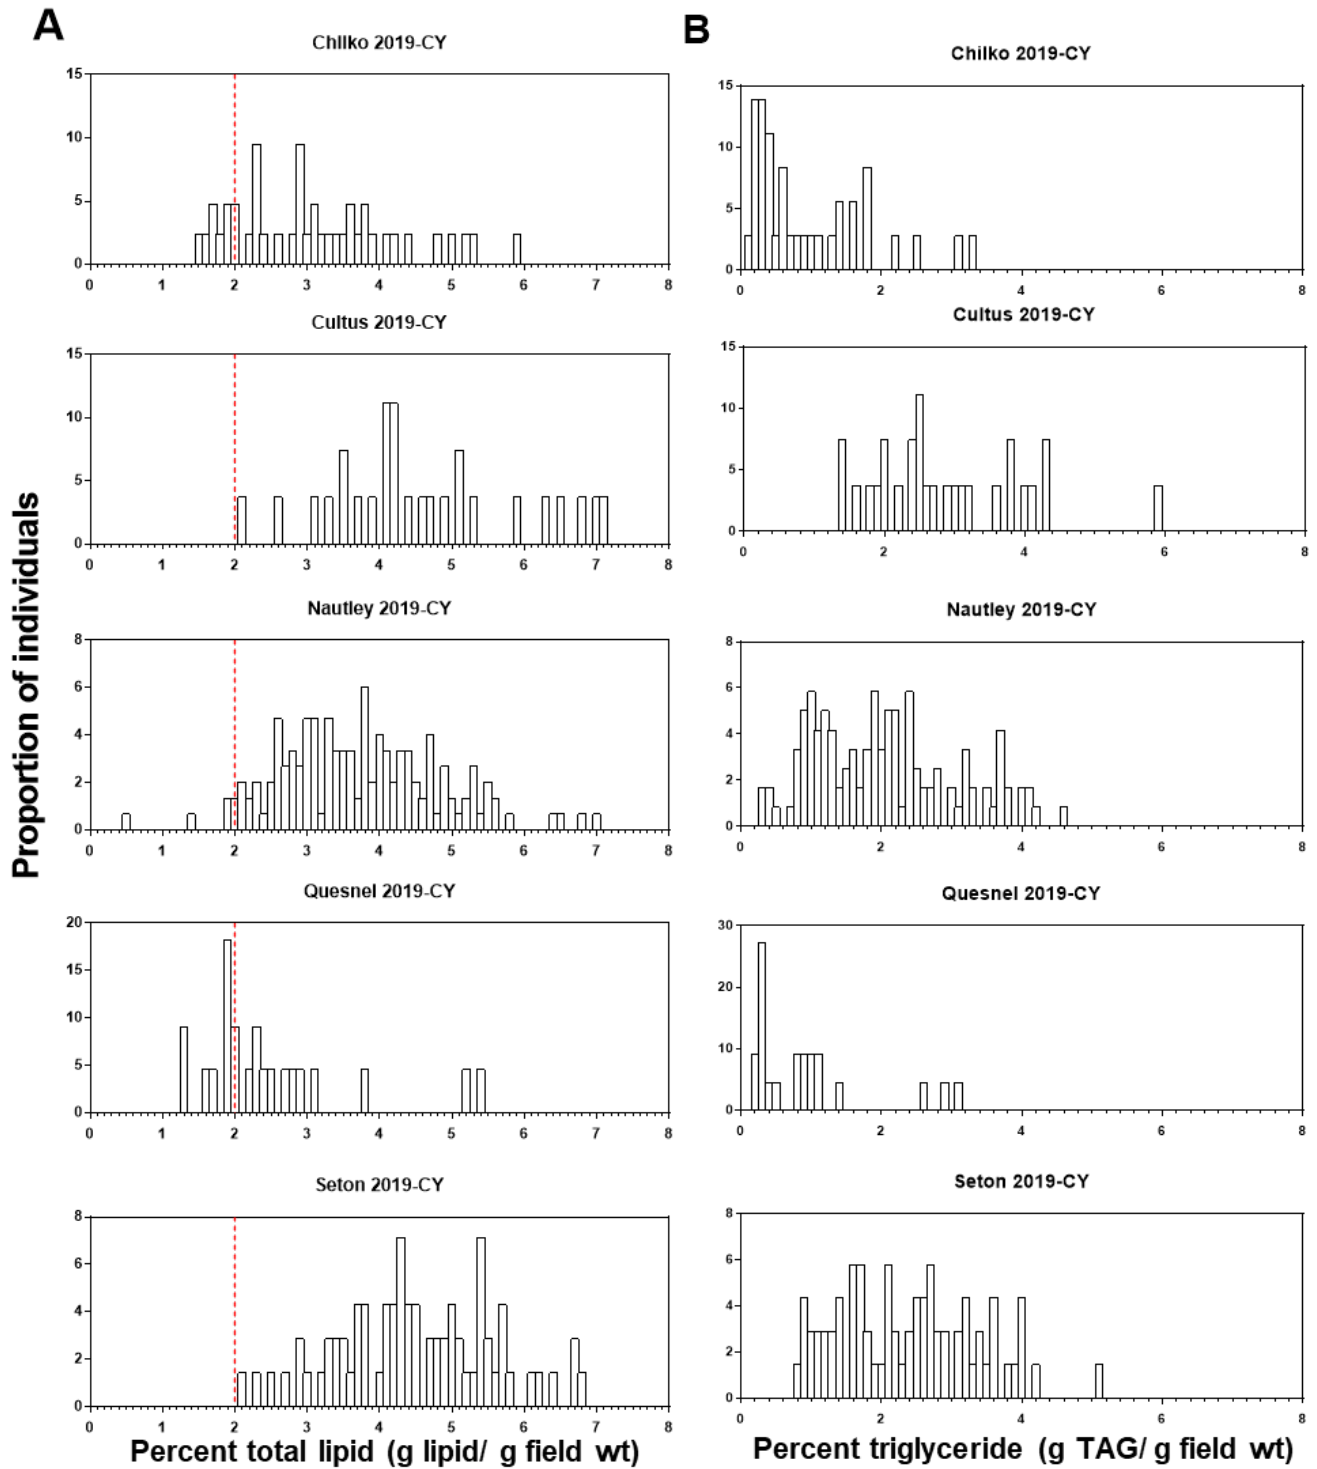 A
B
Chilko 2019-CY
Chilko 2019-CY
15
10
5
0
0 1 2 3 4 5 6 7 8
15
10
5
0
0 2 4 6 8
Cultus 2019-CY
Cultus 2019-CY
15
10
5
0
0 1 2 3 4 5 6 7 8
15
10
5
0
0 2 4 6 8
Proportion of individuals
Nautley 2019-CY
Nautley 2019-CY
8
6
4
2
0
0 1 2 3 4 5 6 7 8
8
6
4
2
0
0 2 4 6 8
Quesnel 2019-CY
Quesnel 2019-CY
20
15
10
5
0
0 1 2 3 4 5 6 7 8
30
20
10
0
0 2 4 6 8
Seton 2019-CY
Seton 2019-CY
8
6
4
2
0
0 1 2 3 4 5 6 7 8
8
6
4
2
0
0 2 4 6 8
Percent total lipid (g lipid/ g field wt)
Percent triglyceride (g TAG/ g field wt)